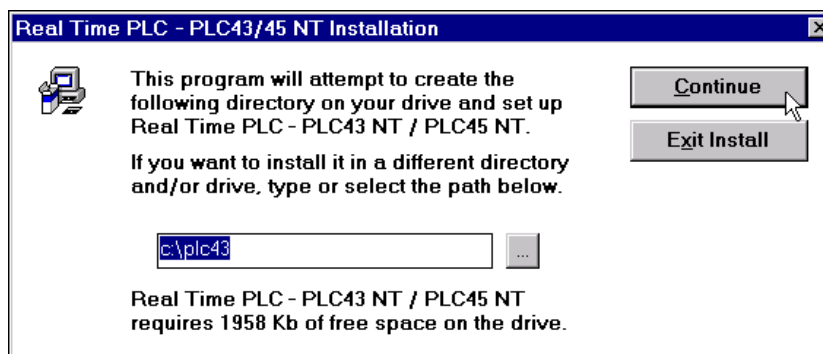 Real Time PLC - PLC43/45 NT Installation
This program will attempt to create the
following directory on your drive and set up
Real Time PLC - PLC43 NT / PLC45 NT.
If you want to install it in a different directory
and/or drive, type or select the path below.
c:\plc43
...
Real Time PLC - PLC43 NT / PLC45 NT
requires 1958 Kb of free space on the drive.
Continue
Exit Install